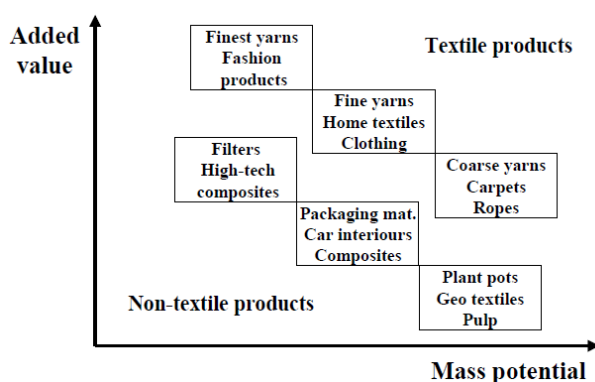 Added
value
Finest yarns
Fashion
products
Textile products
Fine yarns
Home textiles
Clothing
Filters
High-tech
composites
Coarse yarns
Carpets
Ropes
Packaging mat.
Car interiours
Composites
Plant pots
Geo textiles
Pulp
Non-textile products
Mass potential